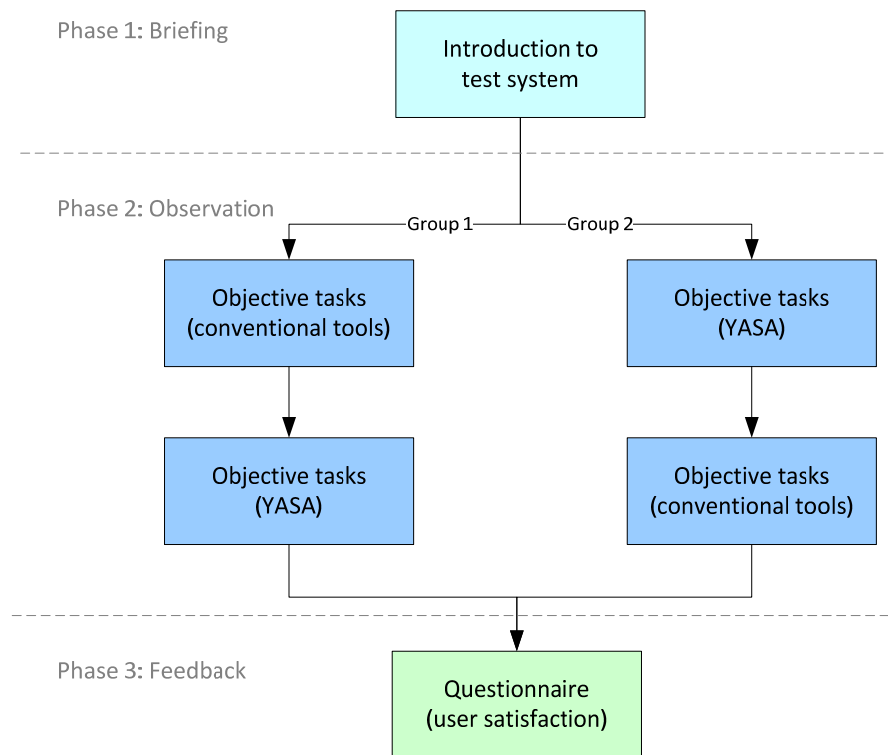 Phase 1: Briefing
Introduction to
test system
Phase 2: Observation
Group 1
Group 2
Objective tasks
(conventional tools)
Objective tasks
(YASA)
Objective tasks
(YASA)
Objective tasks
(conventional tools)
Phase 3: Feedback
Questionnaire
(user satisfaction)